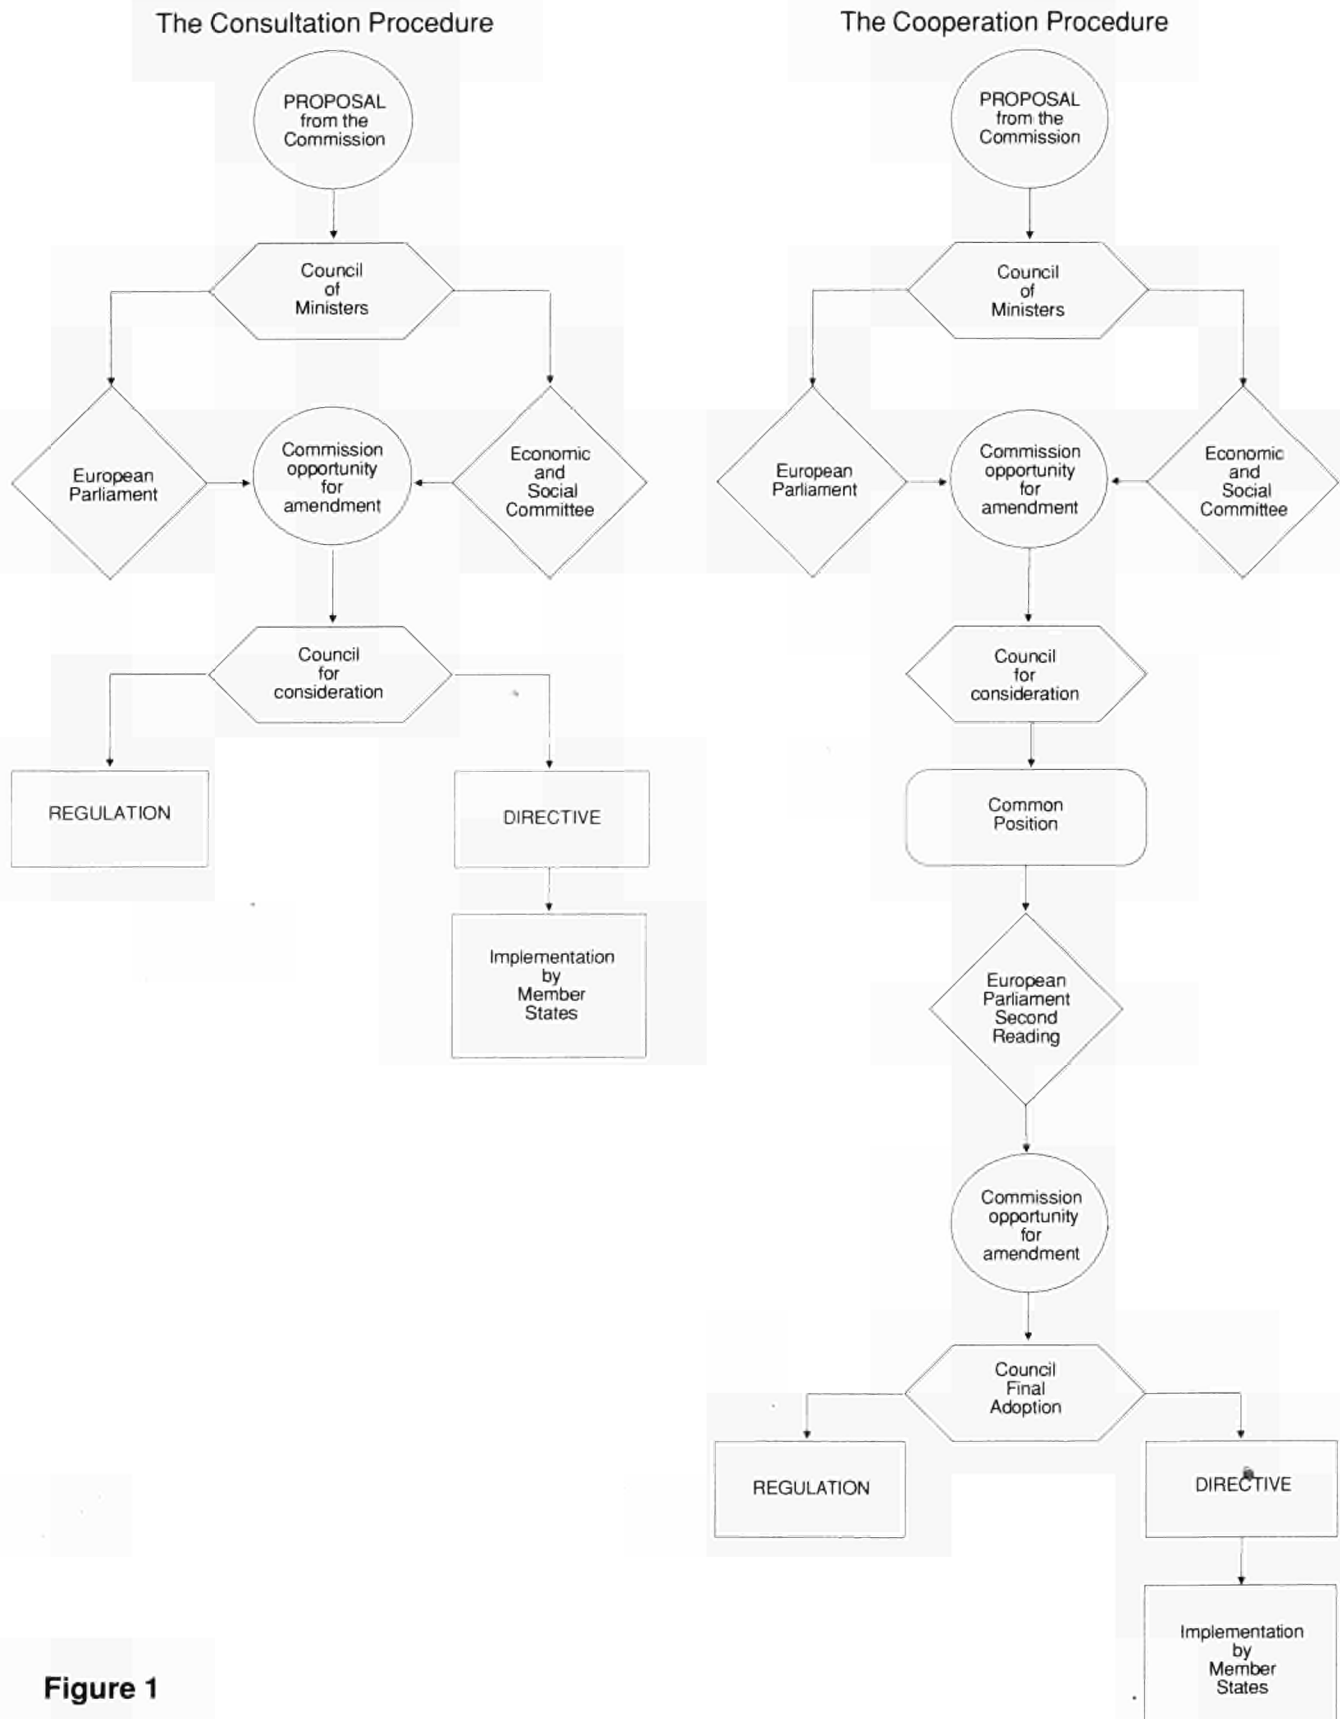 The Consultation Procedure
PROPOSAL
from the
Commission
Council
of
Ministers
European
Parliament
Commission
opportunity
for
amendment
Economic
and
Social
Committee
Council
for
consideration
REGULATION
DIRECTIVE
Implementation
by
Member
States
The Cooperation Procedure
PROPOSAL
from the
Commission
Council
of
Ministers
European
Parliament
Commission
opportunity
for
amendment
Economic
and
Social
Committee
Council
for
consideration
Common
Position
European
Parliament
Second
Reading
Commission
opportunity
for
amendment
Council
Final
Adoption
REGULATION
DIRECTIVE
Implementation
by
Member
States
Figure 1